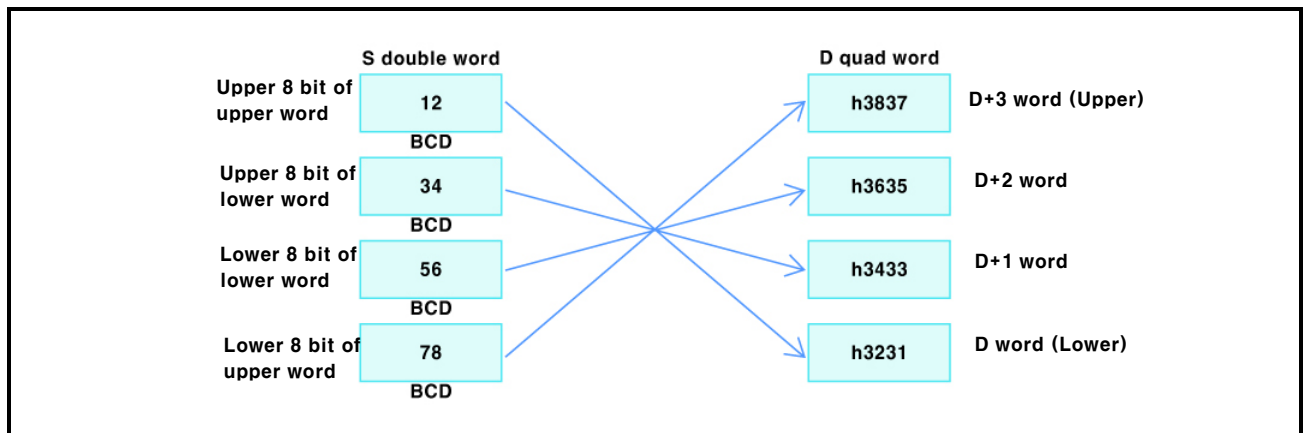 S double word
D quad word
Upper 8 bit of
upper word
12
BCD
h3837
D+3 word (Upper)
Upper 8 bit of
lower word
34
BCD
h3635
D+2 word
Lower 8 bit of
lower word
56
BCD
h3433
D+1 word
Lower 8 bit of
upper word
78
BCD
h3231
D word (Lower)